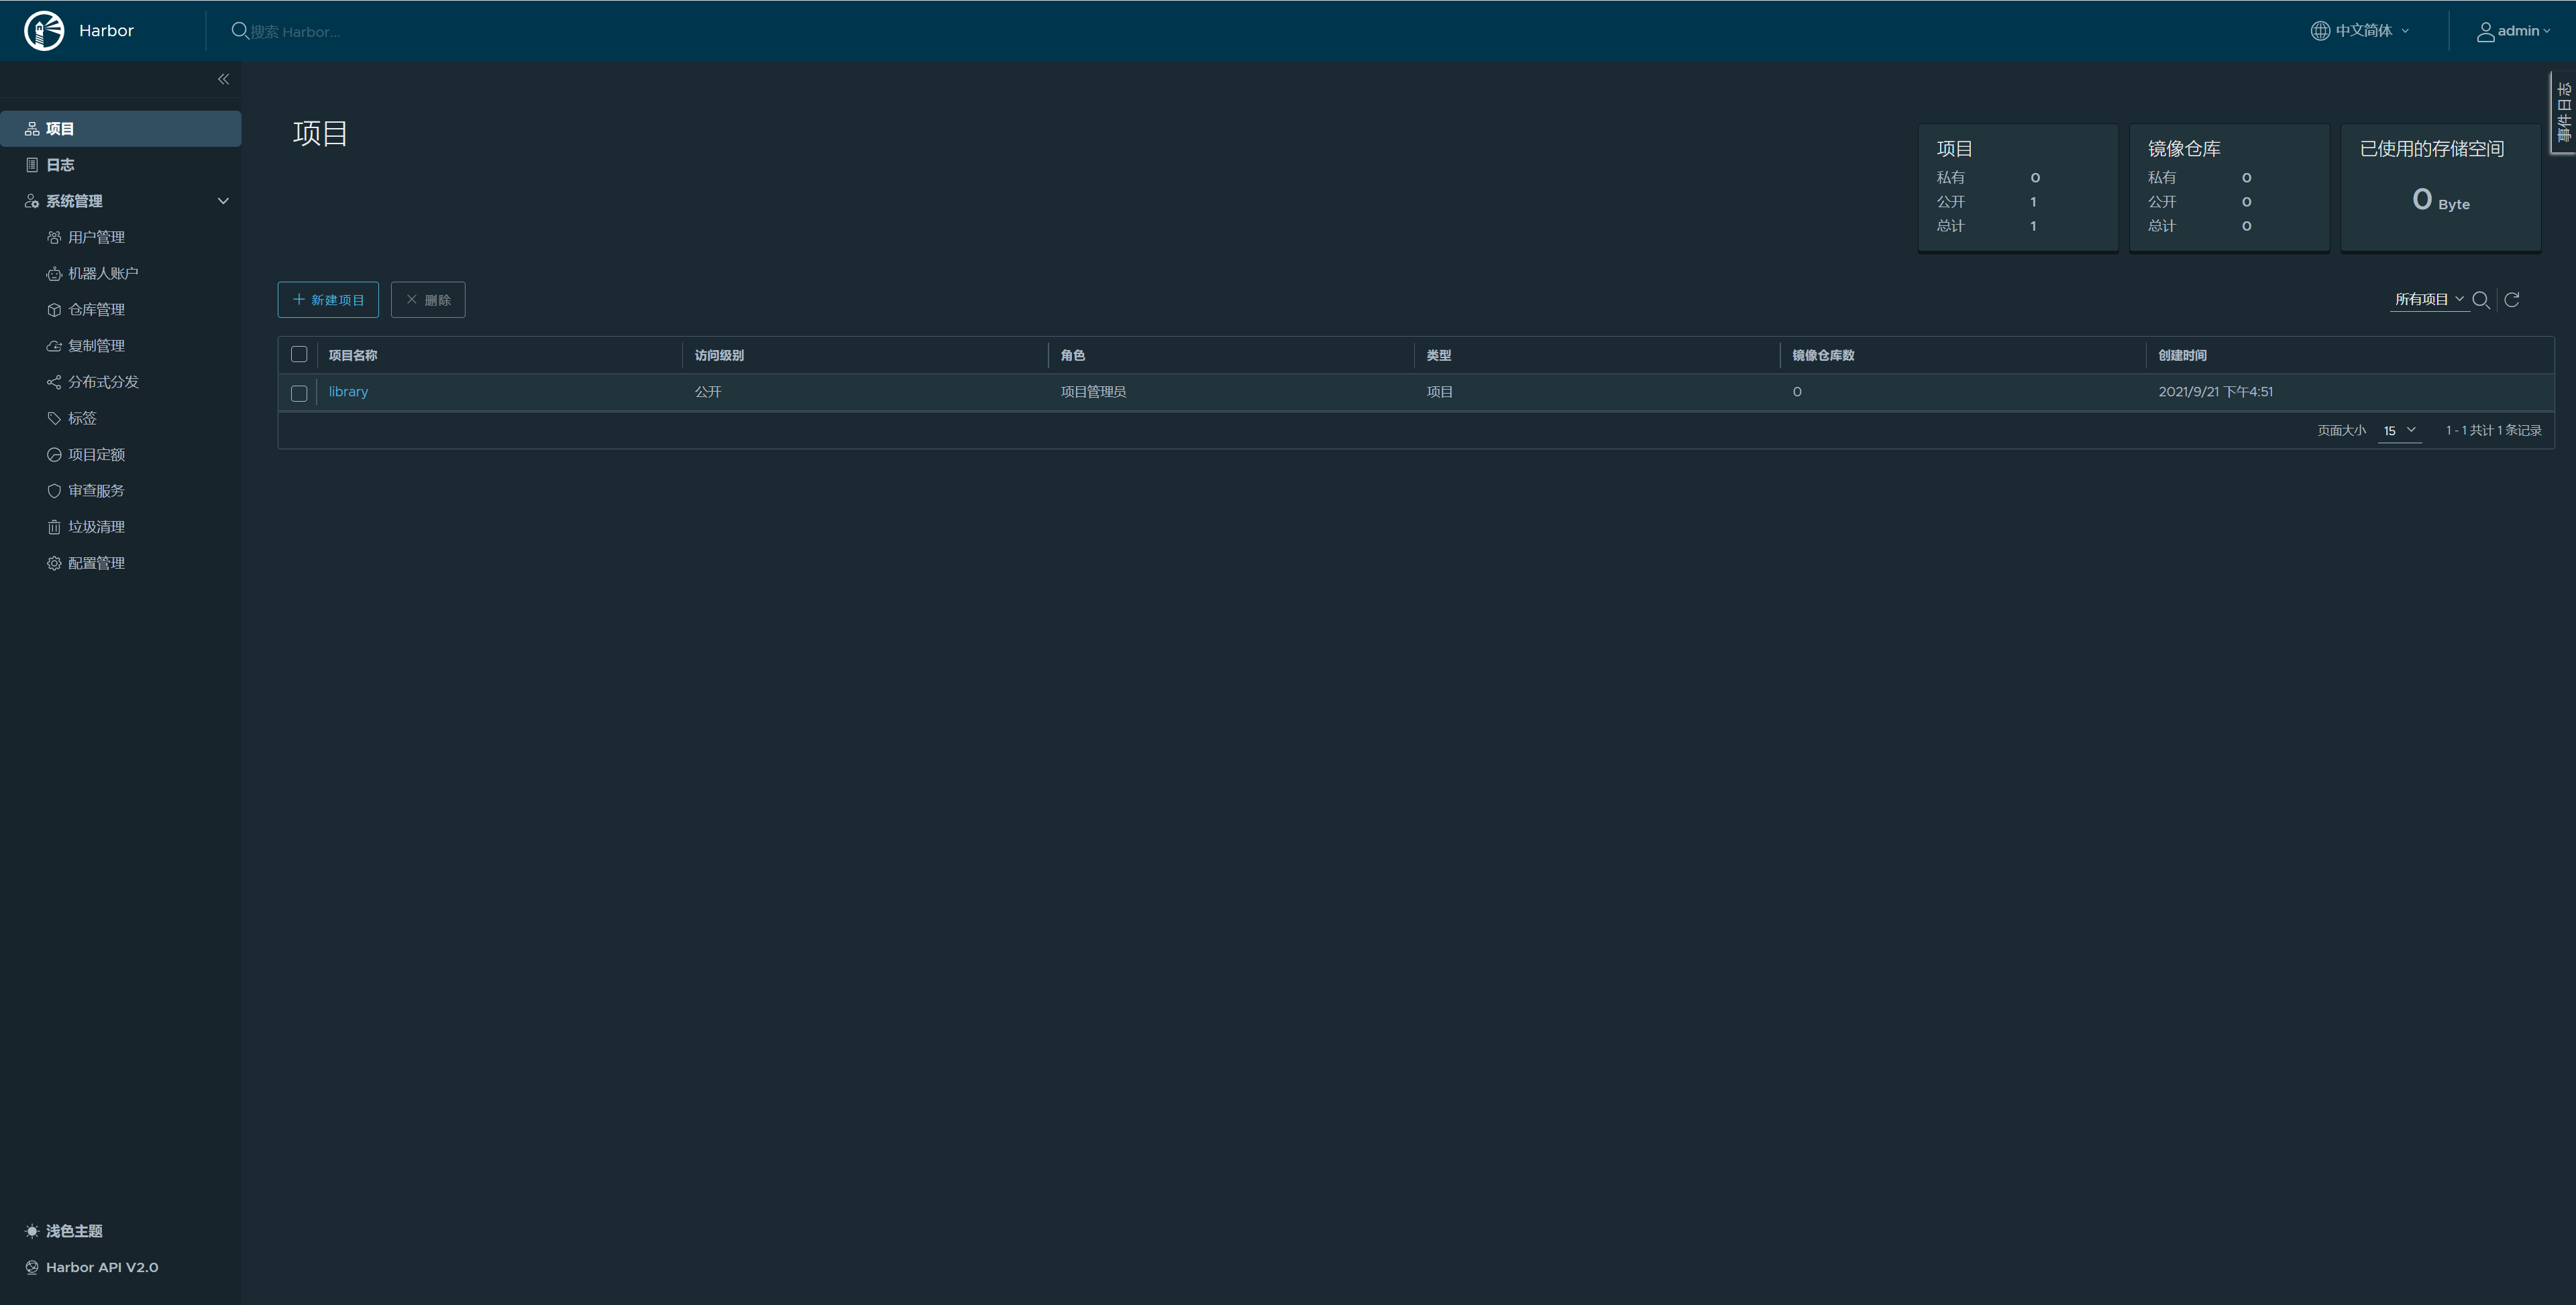 Harbor
搜索 Harbor...
中文简体
admin
事件日志
项目
日志
系统管理
用户管理
机器人账户
仓库管理
复制管理
分布式分发
标签
项目定额
审查服务
垃圾清理
配置管理
浅色主题
Harbor API V2.0
项目
项目
私有 0
公开 1
总计 1
镜像仓库
私有 0
公开 0
总计 0
已使用的存储空间
0 Byte
新建项目
删除
所有项目
项目名称 访问级别 角色 类型 镜像仓库数 创建时间
library 公开 项目管理员 项目 0 2021/9/21 下午4:51
页面大小 15 1 - 1 共计 1 条记录